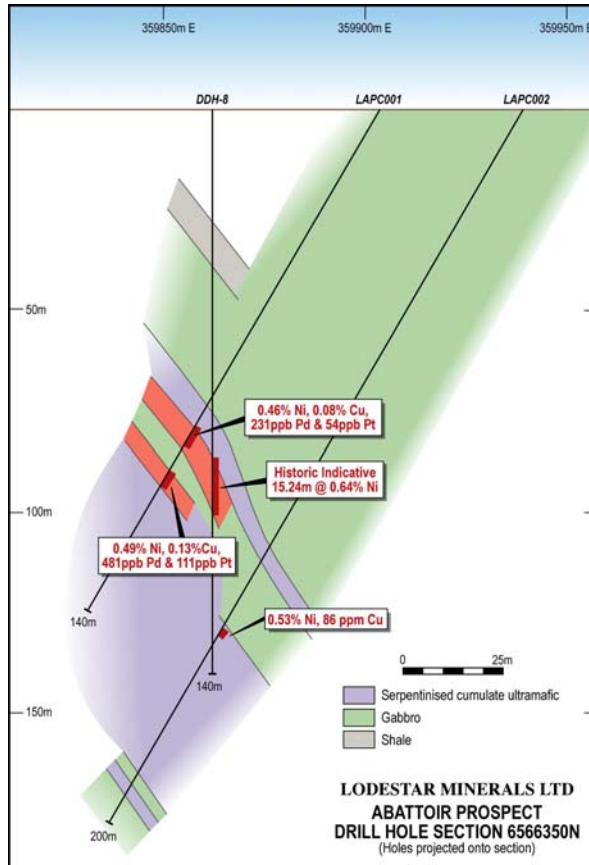 359850m E
359900m E
359950m E
DDH-8
LAPC001
LAPC002
50m
0.46% Ni, 0.08% Cu,
231ppb Pd & 54ppb Pt
Historic Indicative
15.24m @ 0.64% Ni
100m
0.49% Ni, 0.13%Cu,
481ppb Pd & 111ppb Pt
0.53% Ni, 86 ppm Cu
140m
140m
0
25m
Serpentinised cumulate ultramafic
Gabbro
Shale
150m
200m
LODESTAR MINERALS LTD
ABATTOIR PROSPECT
DRILL HOLE SECTION 6566350N
(Holes projected onto section)